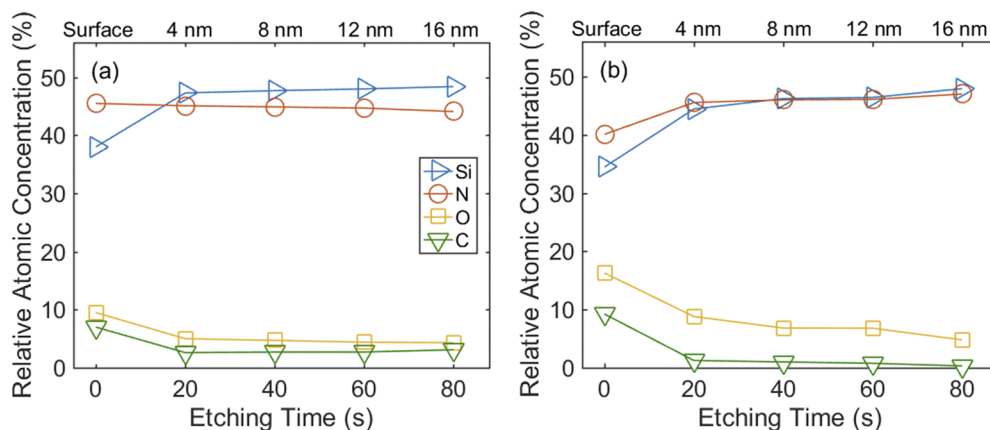 Surface 4 nm 8 nm 12 nm 16 nm
Relative Atomic Concentration (%)
(a)
50
40
30
20
10
0
Si
N
O
C
0 20 40 60 80
Etching Time (s)
Surface 4 nm 8 nm 12 nm 16 nm
Relative Atomic Concentration (%)
(b)
50
40
30
20
10
0
0 20 40 60 80
Etching Time (s)